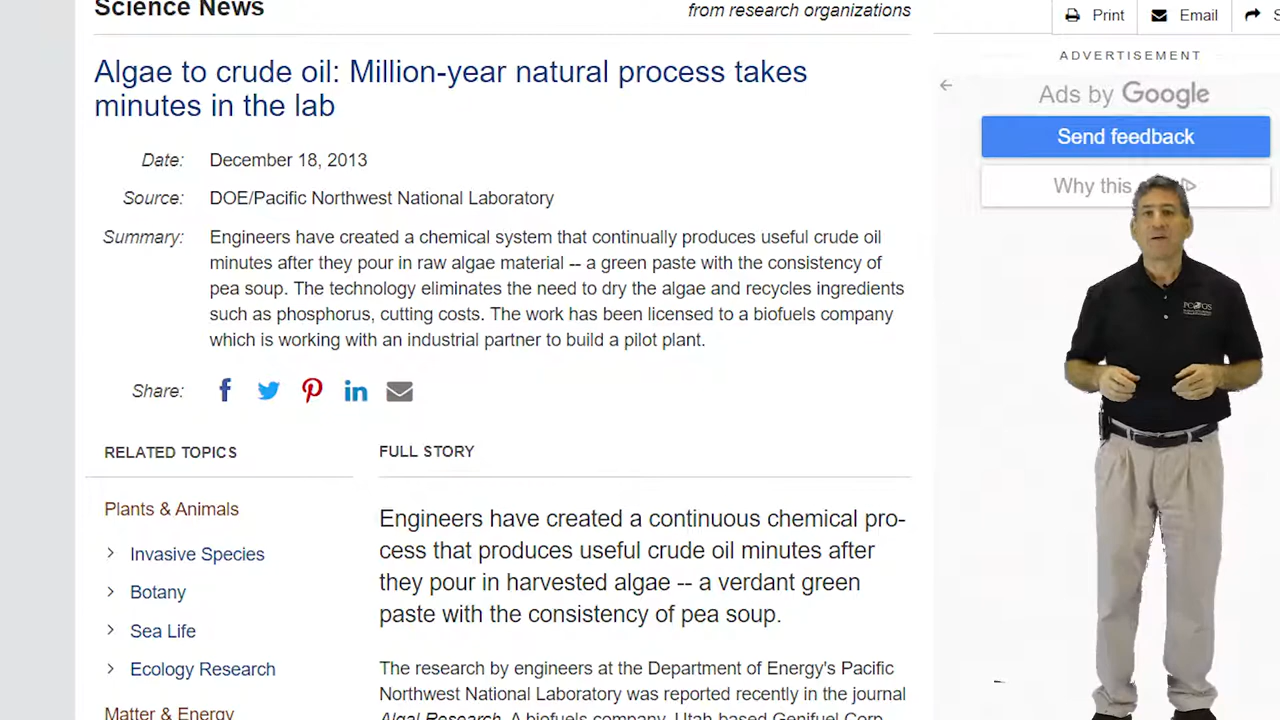 Science News
from research organizations
Print
Email
Algae to crude oil: Million-year natural process takes
minutes in the lab
Date: December 18, 2013
Source: DOE/Pacific Northwest National Laboratory
Summary: Engineers have created a chemical system that continually produces useful crude oil
minutes after they pour in raw algae material -- a green paste with the consistency of
pea soup. The technology eliminates the need to dry the algae and recycles ingredients
such as phosphorus, cutting costs. The work has been licensed to a biofuels company
which is working with an industrial partner to build a pilot plant.
Share:
RELATED TOPICS
Plants & Animals
Invasive Species
Botany
Sea Life
Ecology Research
Matter & Energy
FULL STORY
Engineers have created a continuous chemical pro-
cess that produces useful crude oil minutes after
they pour in harvested algae -- a verdant green
paste with the consistency of pea soup.
The research by engineers at the Department of Energy's Pacific
Northwest National Laboratory was reported recently in the journal
Algal Research. A biofuels company, Utah-based Genifuel Corp.
ADVERTISEMENT
Ads by Google
Send feedback
Why this